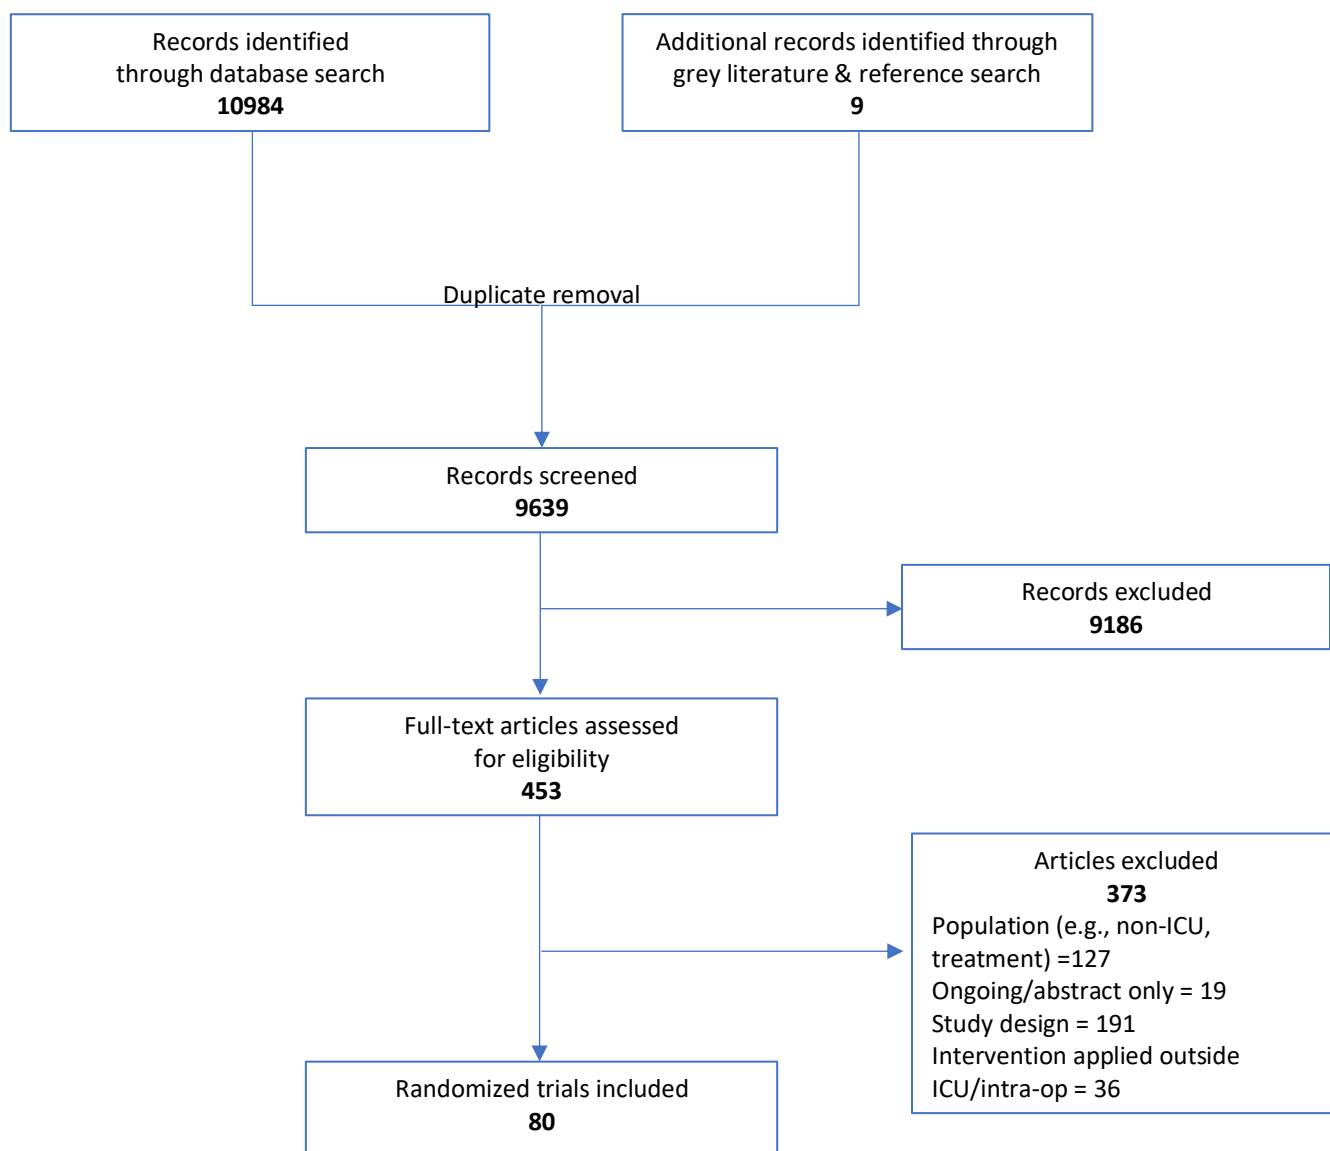 Records identified
through database search
10984
Additional records identified through
grey literature & reference search
9
Duplicate removal
Records screened
9639
Records excluded
9186
Full-text articles assessed
for eligibility
453
Articles excluded
373
Population (e.g., non-ICU,
treatment) =127
Ongoing/abstract only = 19
Study design = 191
Intervention applied outside
ICU/intra-op = 36
Randomized trials included
80